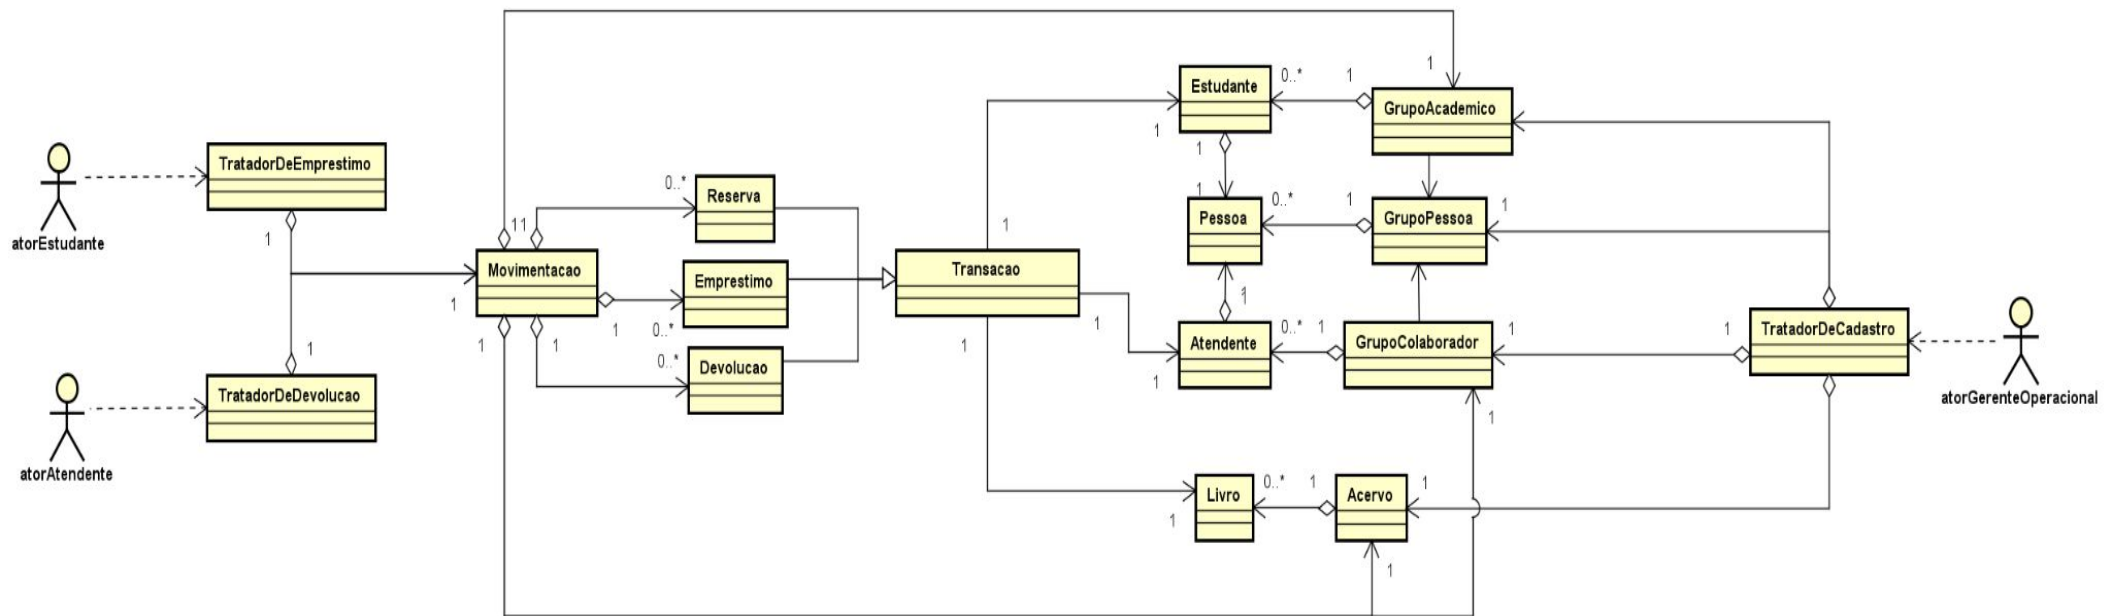 1
Estudante
0..*
1
GrupoAcademico
1
1
TratadorDeEmprestimo
1
atorEstudante
Reserva
0..*
11
Pessoa
1
0..*
1
GrupoPessoa
1
Movimentacao
1
Emprestimo
1
0..*
Transacao
1
1
1
1
TratadorDeDevolucao
atorAtendente
1
1
Devolucao
0..*
Atendente
1
1
0..*
1
GrupoColaborador
1
1
1
TratadorDeCadastro
atorGerenteOperacional
Livro
1
0..*
1
Acervo
1
1